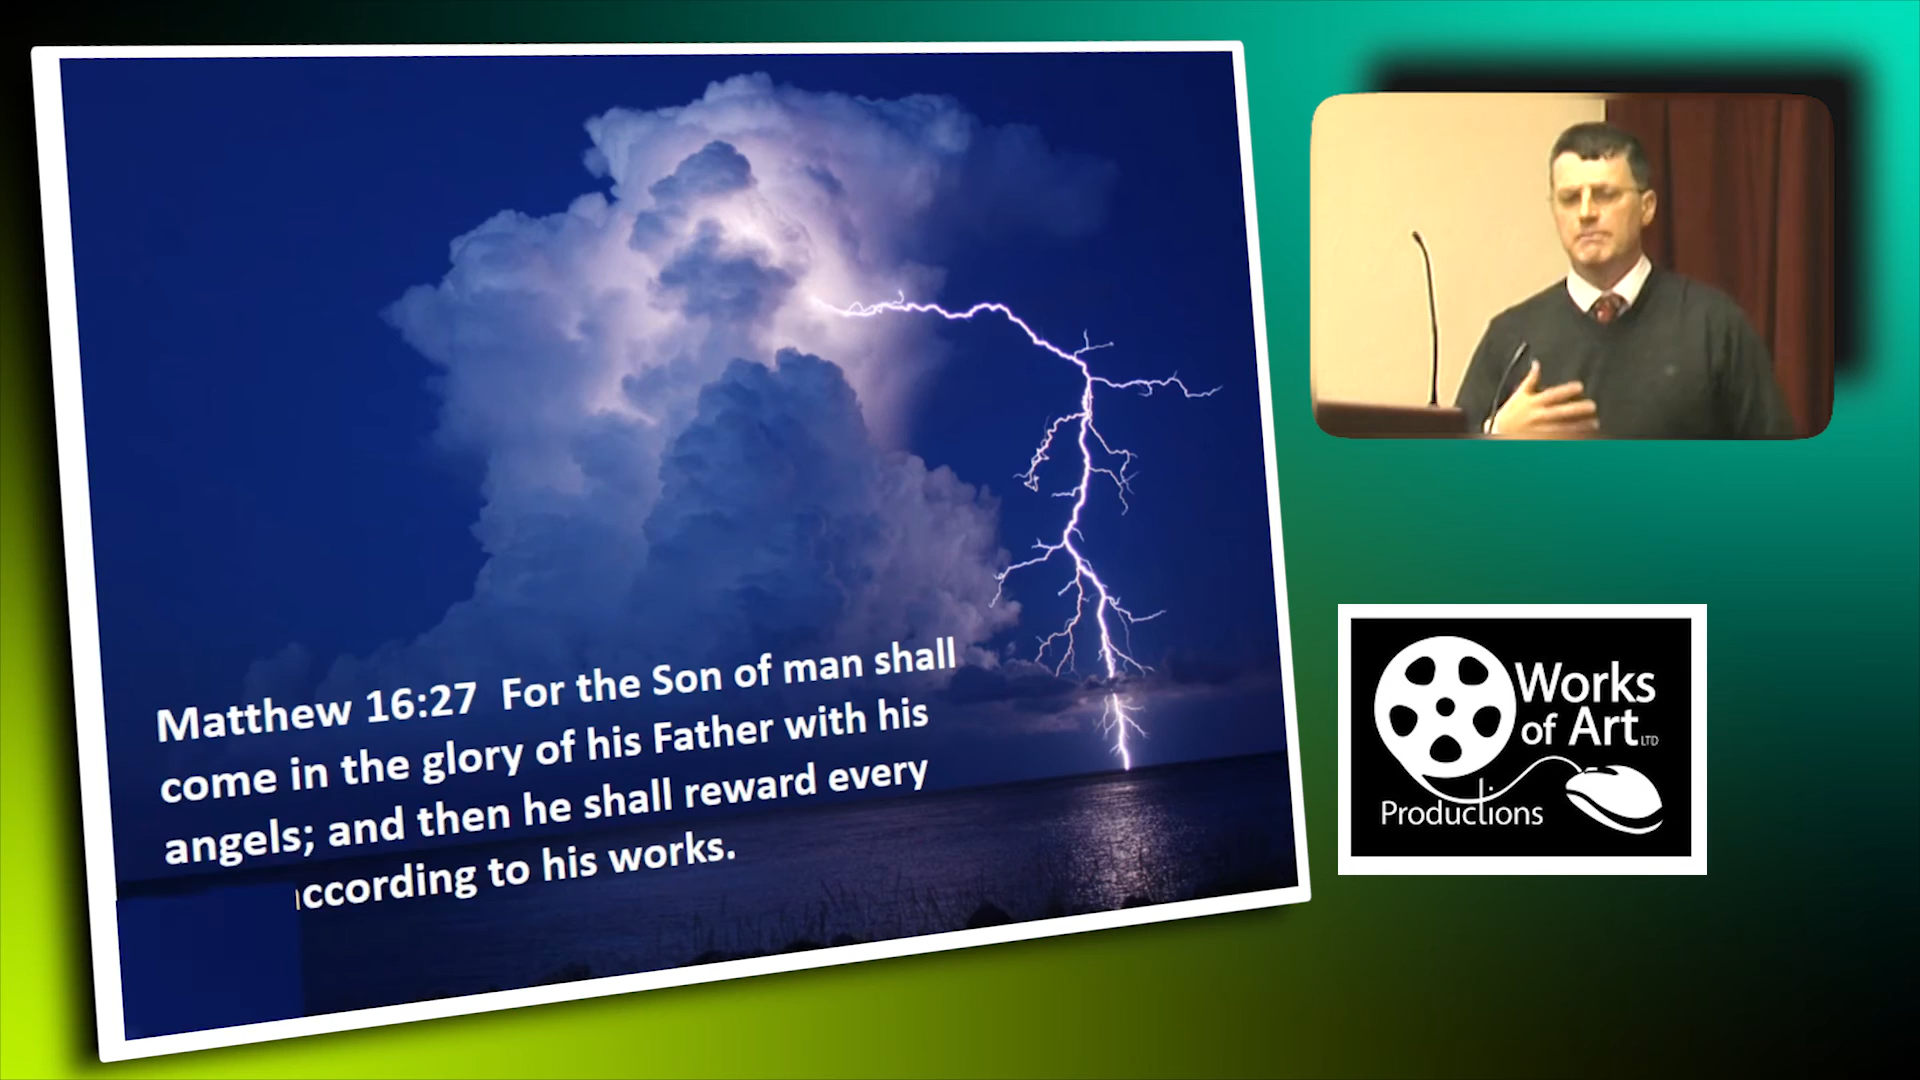 Matthew 16:27 For the Son of man shall
come in the glory of his Father with his
angels; and then he shall reward every
ccording to his works.
Works
of Art LTD
Productions